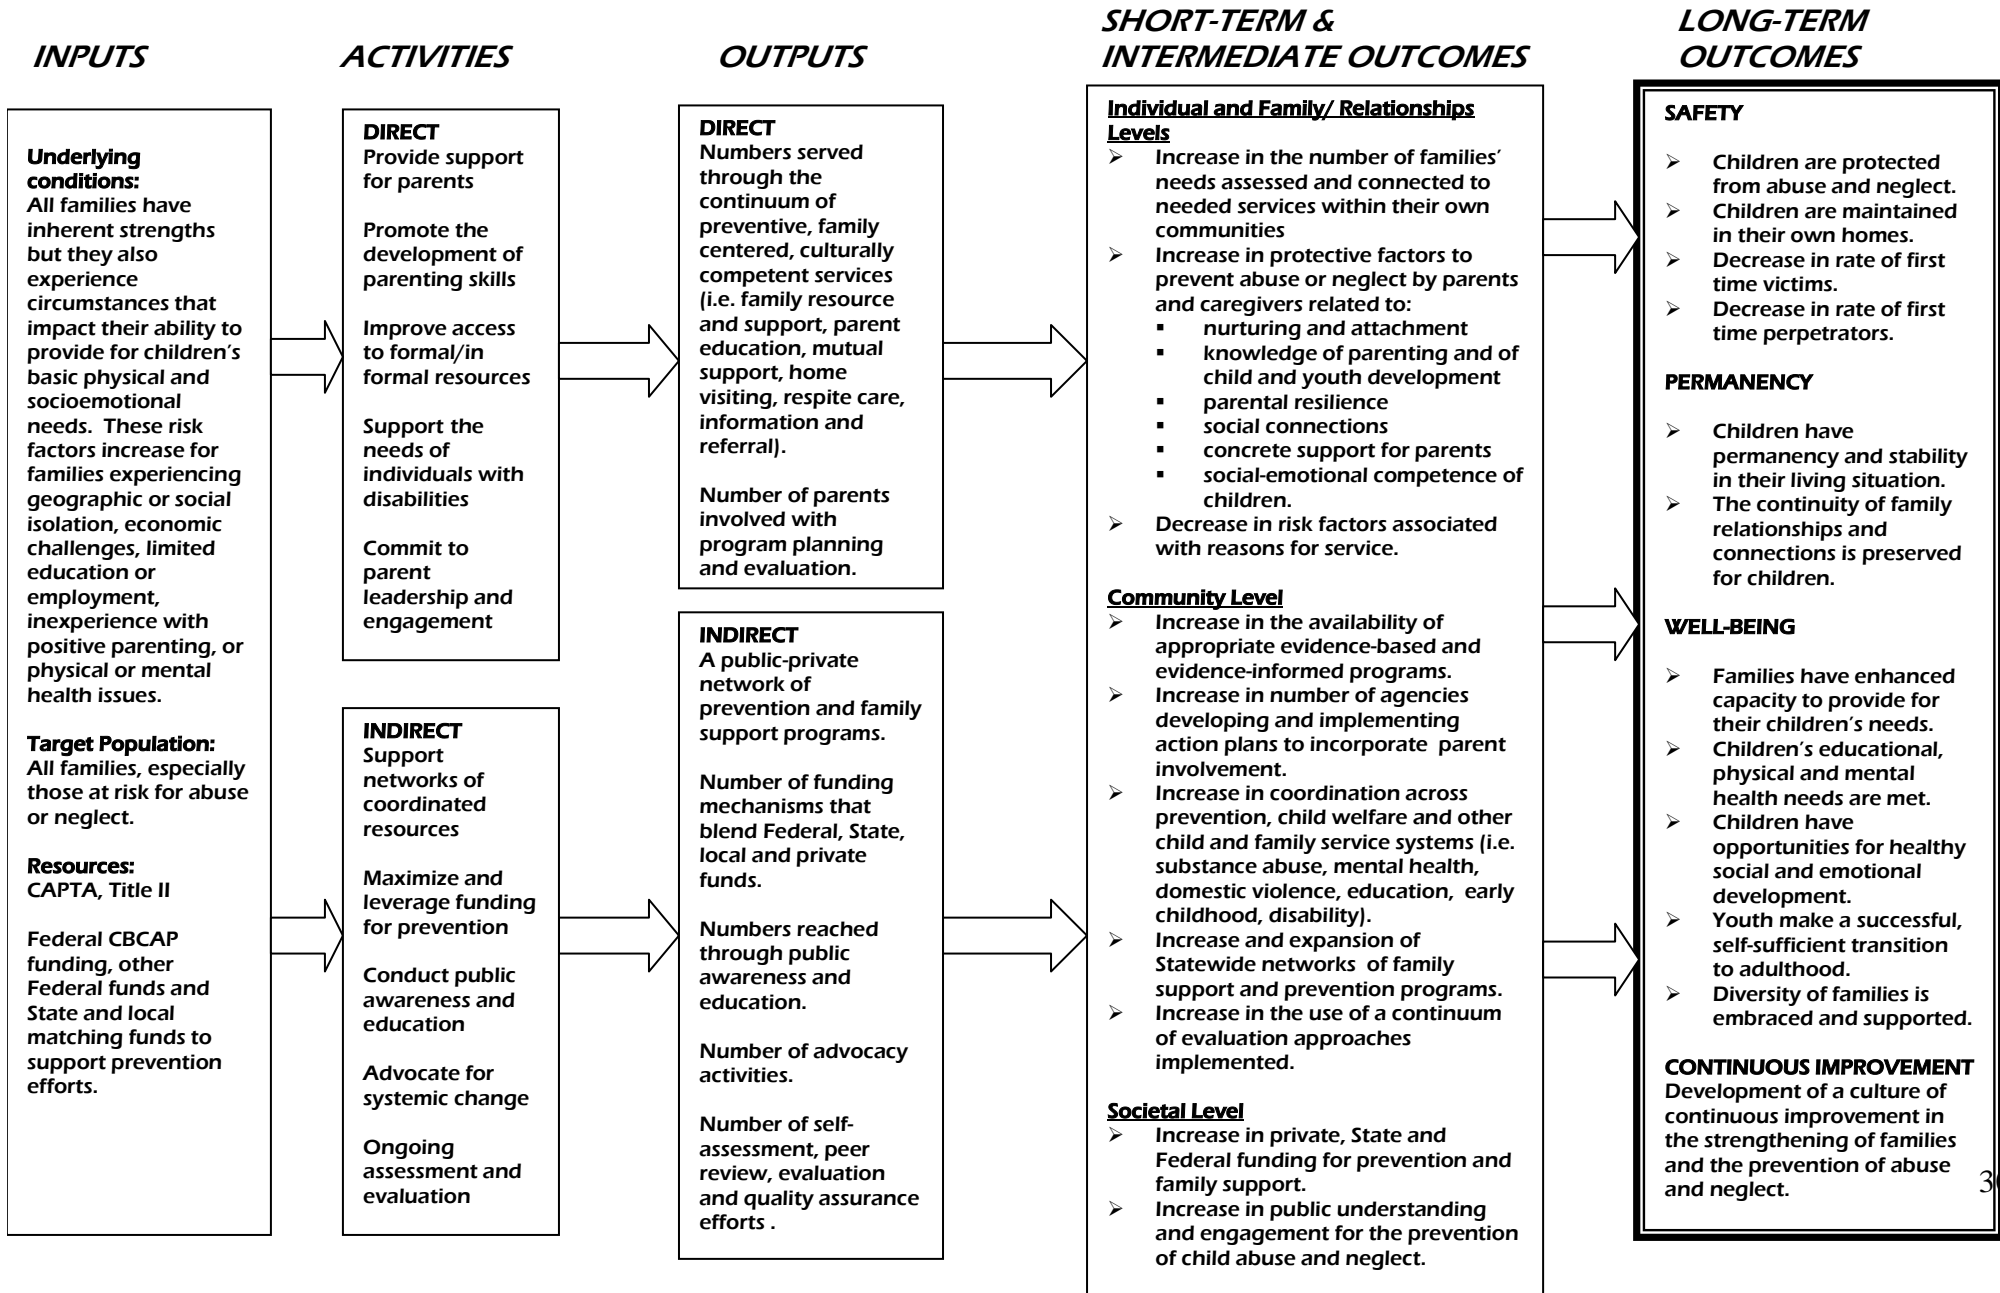 INPUTS
ACTIVITIES
OUTPUTS
SHORT-TERM &
INTERMEDIATE OUTCOMES
LONG-TERM
OUTCOMES
Underlying
conditions:
All families have
inherent strengths
but they also
experience
circumstances that
impact their ability to
provide for children's
basic physical and
socioemotional
needs. These risk
factors increase for
families experiencing
geographic or social
isolation, economic
challenges, limited
education or
employment,
inexperience with
positive parenting, or
physical or mental
health issues.
Target Population:
All families, especially
those at risk for abuse
or neglect.
Resources:
CAPTA, Title II
Federal CBCAP
funding, other
Federal funds and
State and local
matching funds to
support prevention
efforts.
DIRECT
Provide support
for parents
Promote the
development of
parenting skills
Improve access
to formal/in
formal resources
Support the
needs of
individuals with
disabilities
Commit to
parent
leadership and
engagement
INDIRECT
Support
networks of
coordinated
resources
Maximize and
leverage funding
for prevention
Conduct public
awareness and
education
Advocate for
systemic change
Ongoing
assessment and
evaluation
DIRECT
Numbers served
through the
continuum of
preventive, family
centered, culturally
competent services
(i.e. family resource
and support, parent
education, mutual
support, home
visiting, respite care,
information and
referral).
Number of parents
involved with
program planning
and evaluation.
INDIRECT
A public-private
network of
prevention and family
support programs.
Number of funding
mechanisms that
blend Federal, State,
local and private
funds.
Numbers reached
through public
awareness and
education.
Number of advocacy
activities.
Number of self-
assessment, peer
review, evaluation
and quality assurance
efforts .
Individual and Family/ Relationships
Levels
➢ Increase in the number of families'
needs assessed and connected to
needed services within their own
communities
➢ Increase in protective factors to
prevent abuse or neglect by parents
and caregivers related to:
▪ nurturing and attachment
▪ knowledge of parenting and of
child and youth development
▪ parental resilience
▪ social connections
▪ concrete support for parents
▪ social-emotional competence of
children.
➢ Decrease in risk factors associated
with reasons for service.
Community Level
➢ Increase in the availability of
appropriate evidence-based and
evidence-informed programs.
➢ Increase in number of agencies
developing and implementing
action plans to incorporate parent
involvement.
➢ Increase in coordination across
prevention, child welfare and other
child and family service systems (i.e.
substance abuse, mental health,
domestic violence, education, early
childhood, disability).
➢ Increase and expansion of
Statewide networks of family
support and prevention programs.
➢ Increase in the use of a continuum
of evaluation approaches
implemented.
Societal Level
➢ Increase in private, State and
Federal funding for prevention and
family support.
➢ Increase in public understanding
and engagement for the prevention
of child abuse and neglect.
SAFETY
➢ Children are protected
from abuse and neglect.
➢ Children are maintained
in their own homes.
➢ Decrease in rate of first
time victims.
➢ Decrease in rate of first
time perpetrators.
PERMANENCY
➢ Children have
permanency and stability
in their living situation.
➢ The continuity of family
relationships and
connections is preserved
for children.
WELL-BEING
➢ Families have enhanced
capacity to provide for
their children's needs.
➢ Children's educational,
physical and mental
health needs are met.
➢ Children have
opportunities for healthy
social and emotional
development.
➢ Youth make a successful,
self-sufficient transition
to adulthood.
➢ Diversity of families is
embraced and supported.
CONTINUOUS IMPROVEMENT
Development of a culture of
continuous improvement in
the strengthening of families
and the prevention of abuse
and neglect.